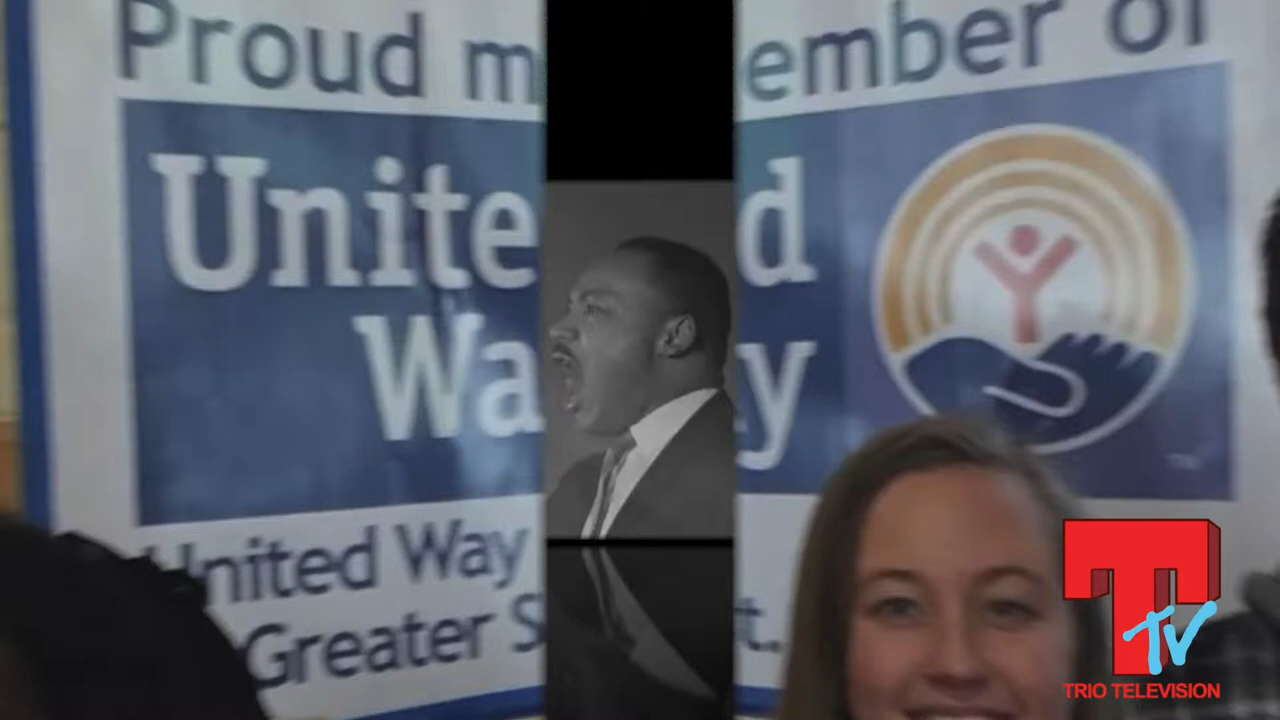 Proud m ember of
Unite d
Wa y
United Way
Greater S t.
TV
TRIO TELEVISION